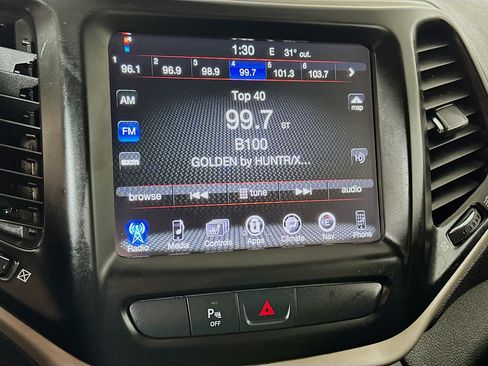 1:30 E 31° out.
1 2 3 4 5 6
96.1 96.9 98.9 99.7 101.3 103.7
AM
Top 40
map
99.7 ST
FM
B100
HD
sxm
GOLDEN by HUNTR/X...
browse tune audio
Radio Media Controls Apps Climate E Nav Phone
P OFF